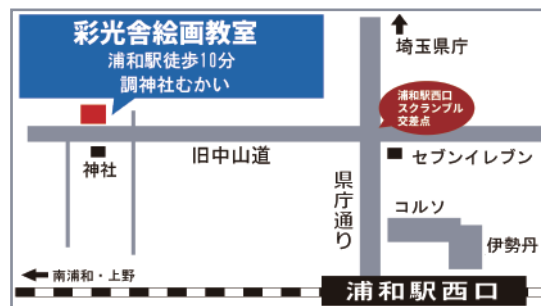 彩光舎絵画教室
浦和駅徒歩10分
調神社むかい
埼玉県庁
浦和駅西口
スクランブル
交差点
神社
旧中山道
セブンイレブン
県庁通り
コルソ
伊勢丹
南浦和・上野
浦和駅西口